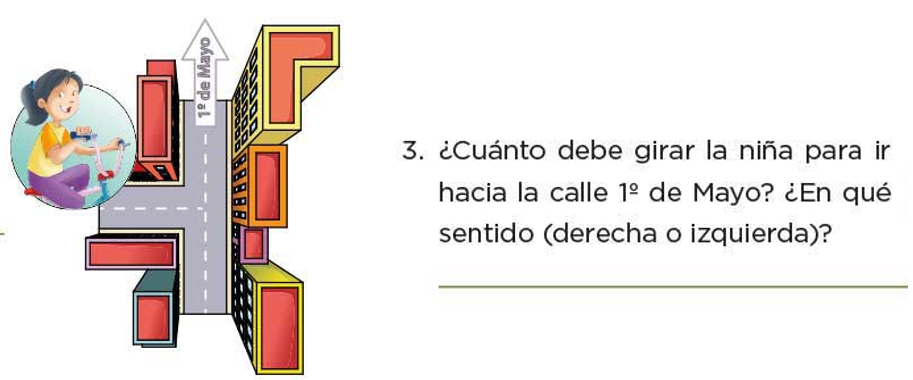 1º de Mayo
3. ¿Cuánto debe girar la niña para ir
hacia la calle 1º de Mayo? ¿En qué
sentido (derecha o izquierda)?